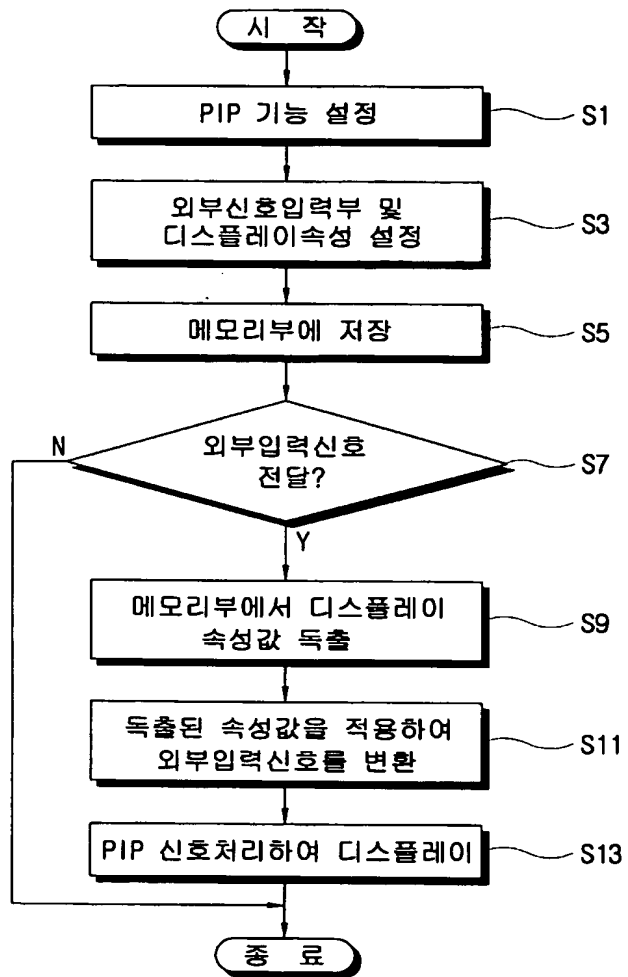 시 작
PIP 기능 설정
S1
외부신호입력부 및
디스플레이속성 설정
S3
메모리부에 저장
S5
외부입력신호
전달?
S7
N
Y
메모리부에서 디스플레이
속성값 독출
S9
독출된 속성값을 적용하여
외부입력신호를 변환
S11
PIP 신호처리하여 디스플레이
S13
종 료